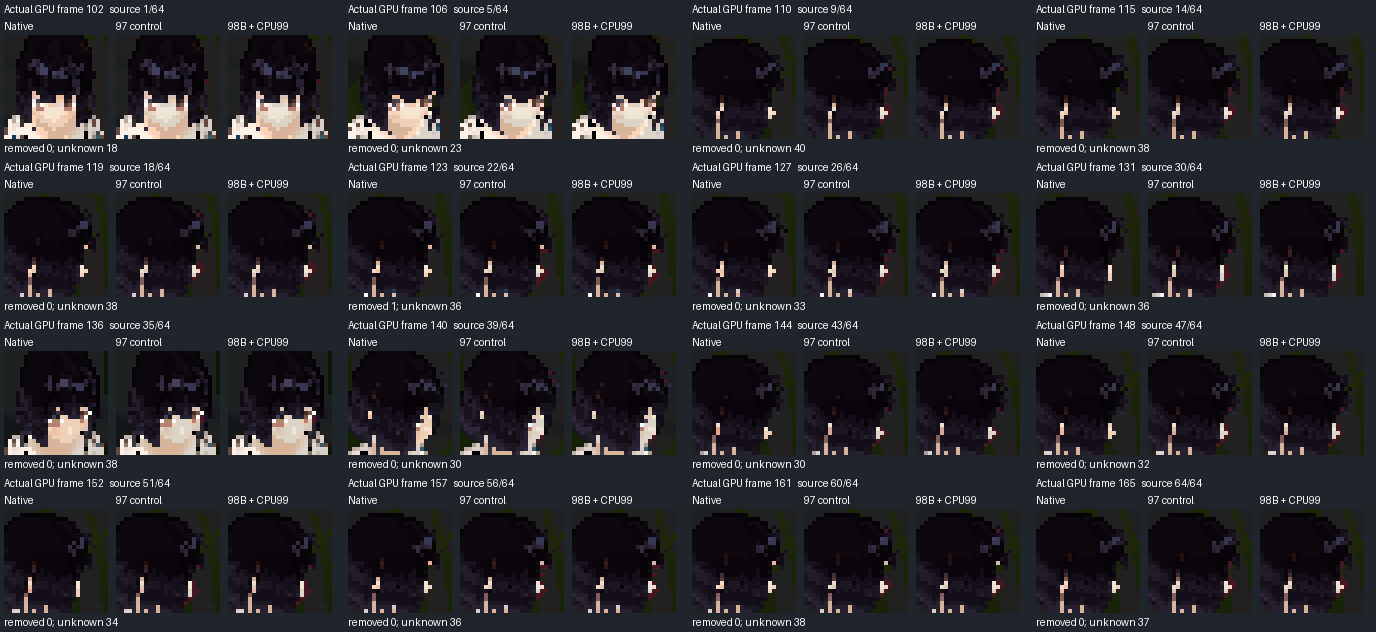 Actual GPU frame 102 source 1/64
Native 97 control 98B + CPU99
removed 0; unknown 18
Actual GPU frame 106 source 5/64
Native 97 control 98B + CPU99
removed 0; unknown 23
Actual GPU frame 110 source 9/64
Native 97 control 98B + CPU99
removed 0; unknown 40
Actual GPU frame 115 source 14/64
Native 97 control 98B + CPU99
removed 0; unknown 38
Actual GPU frame 119 source 18/64
Native 97 control 98B + CPU99
removed 0; unknown 38
Actual GPU frame 123 source 22/64
Native 97 control 98B + CPU99
removed 1; unknown 36
Actual GPU frame 127 source 26/64
Native 97 control 98B + CPU99
removed 0; unknown 33
Actual GPU frame 131 source 30/64
Native 97 control 98B + CPU99
removed 0; unknown 36
Actual GPU frame 136 source 35/64
Native 97 control 98B + CPU99
removed 0; unknown 38
Actual GPU frame 140 source 39/64
Native 97 control 98B + CPU99
removed 0; unknown 30
Actual GPU frame 144 source 43/64
Native 97 control 98B + CPU99
removed 0; unknown 30
Actual GPU frame 148 source 47/64
Native 97 control 98B + CPU99
removed 0; unknown 32
Actual GPU frame 152 source 51/64
Native 97 control 98B + CPU99
removed 0; unknown 34
Actual GPU frame 157 source 56/64
Native 97 control 98B + CPU99
removed 0; unknown 36
Actual GPU frame 161 source 60/64
Native 97 control 98B + CPU99
removed 0; unknown 38
Actual GPU frame 165 source 64/64
Native 97 control 98B + CPU99
removed 0; unknown 37